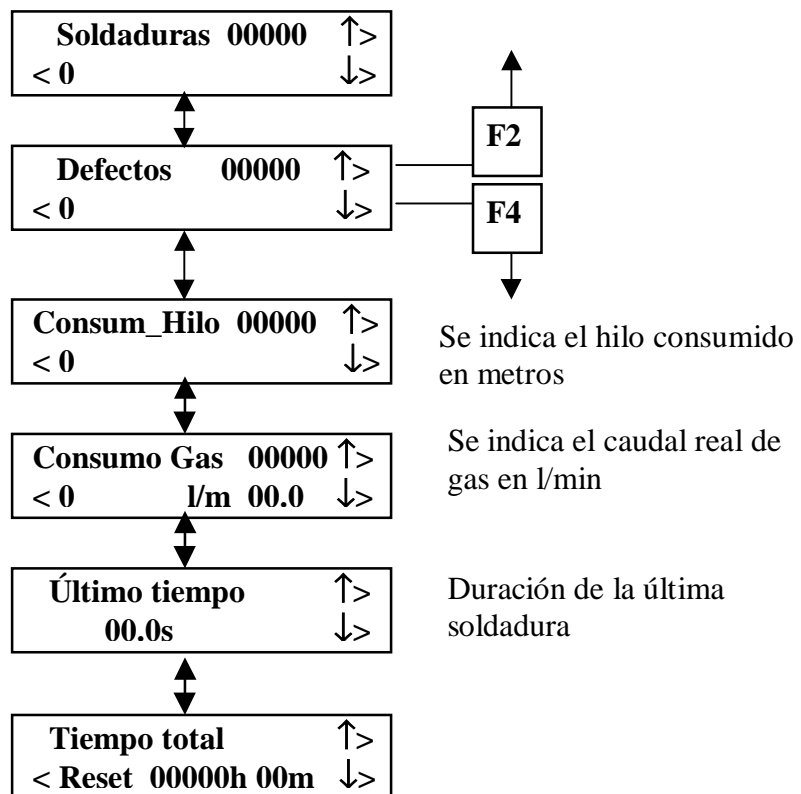 Soldaduras 00000 ↑>
< 0 ↓>
F2
Defectos 00000 ↑>
< 0 ↓>
F4
Consum_Hilo 00000 ↑>
< 0 ↓>
Se indica el hilo consumido
en metros
Consumo Gas 00000 ↑>
< 0 l/m 00.0 ↓>
Se indica el caudal real de
gas en l/min
Último tiempo ↑>
00.0s ↓>
Duración de la última
soldadura
Tiempo total ↑>
< Reset 00000h 00m ↓>